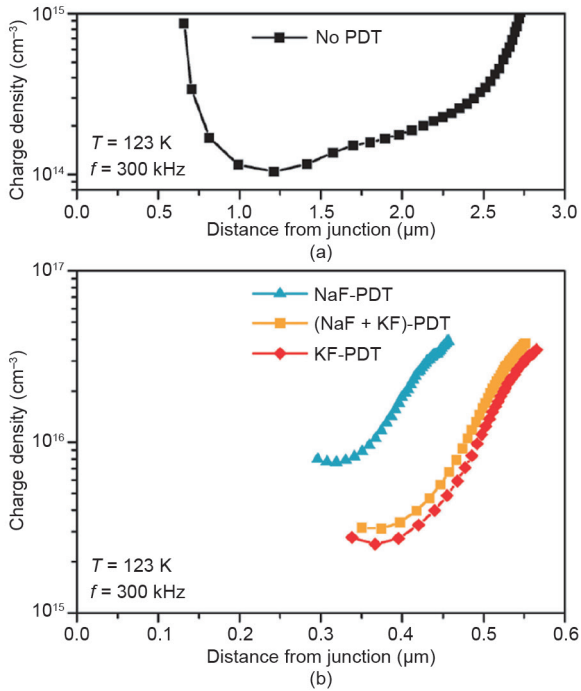 10¹⁵
No PDT
Charge density (cm⁻³)
T = 123 K
f = 300 kHz
10¹⁴
0.0 0.5 1.0 1.5 2.0 2.5 3.0
Distance from junction (μm)
(a)
10¹⁷
NaF-PDT
(NaF + KF)-PDT
KF-PDT
Charge density (cm⁻³)
10¹⁶
T = 123 K
f = 300 kHz
10¹⁵
0.0 0.1 0.2 0.3 0.4 0.5 0.6
Distance from junction (μm)
(b)